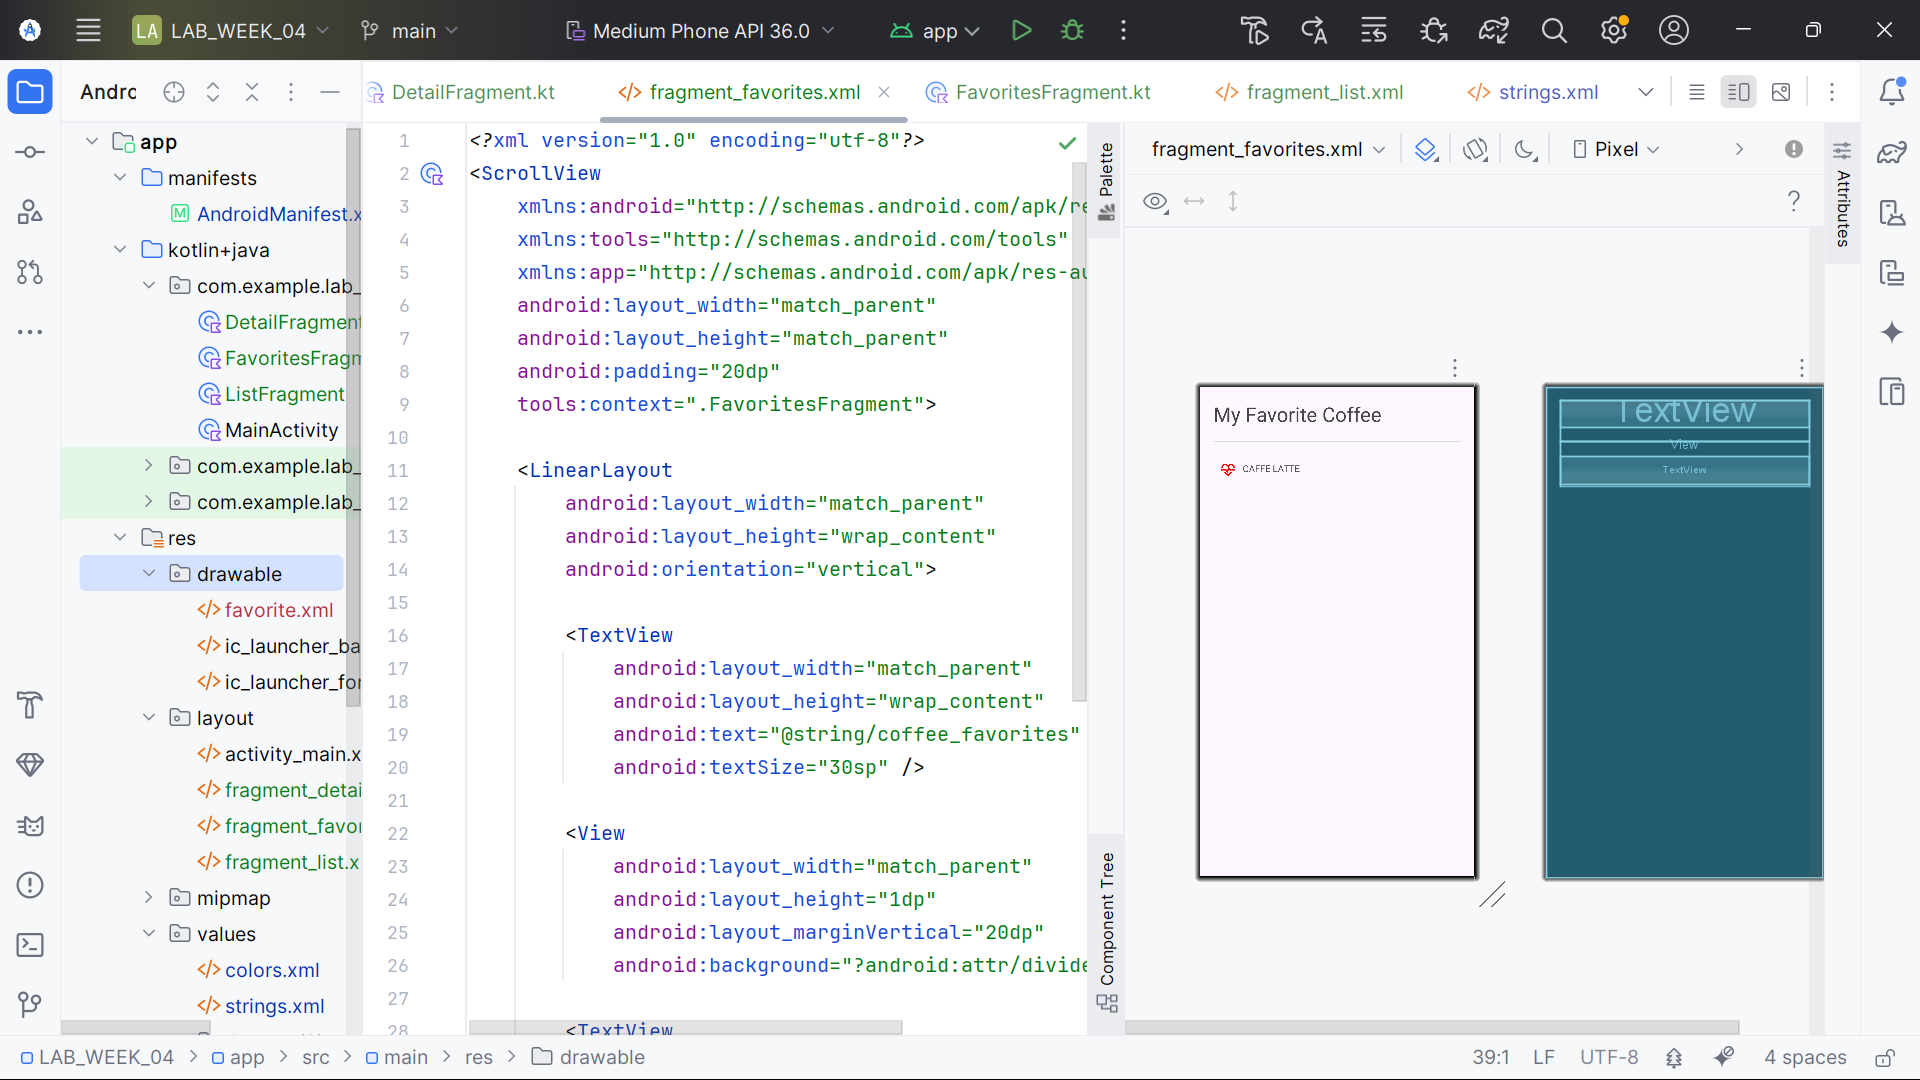 LA LAB_WEEK_04 main Medium Phone API 36.0 app
Andro
DetailFragment.kt fragment_favorites.xml FavoritesFragment.kt fragment_list.xml strings.xml
app
manifests
AndroidManifest.x
kotlin+java
com.example.lab_
DetailFragment
FavoritesFragm
ListFragment
MainActivity
com.example.lab_
com.example.lab_
res
drawable
favorite.xml
ic_launcher_ba
ic_launcher_for
layout
activity_main.x
fragment_detai
fragment_favor
fragment_list.x
mipmap
values
colors.xml
strings.xml
1 <?xml version="1.0" encoding="utf-8"?>
2 <ScrollView
3 xmlns:android="http://schemas.android.com/apk/re
4 xmlns:tools="http://schemas.android.com/tools"
5 xmlns:app="http://schemas.android.com/apk/res-au
6 android:layout_width="match_parent"
7 android:layout_height="match_parent"
8 android:padding="20dp"
9 tools:context=".FavoritesFragment">
10
11 <LinearLayout
12 android:layout_width="match_parent"
13 android:layout_height="wrap_content"
14 android:orientation="vertical">
15
16 <TextView
17 android:layout_width="match_parent"
18 android:layout_height="wrap_content"
19 android:text="@string/coffee_favorites"
20 android:textSize="30sp" />
21
22 <View
23 android:layout_width="match_parent"
24 android:layout_height="1dp"
25 android:layout_marginVertical="20dp"
26 android:background="?android:attr/divide
27
28 <TextView
Palette
Component Tree
fragment_favorites.xml Pixel
Attributes
My Favorite Coffee
CAFFE LATTE
TextView
View
TextView
LAB_WEEK_04 > app > src > main > res > drawable
39:1 LF UTF-8 4 spaces